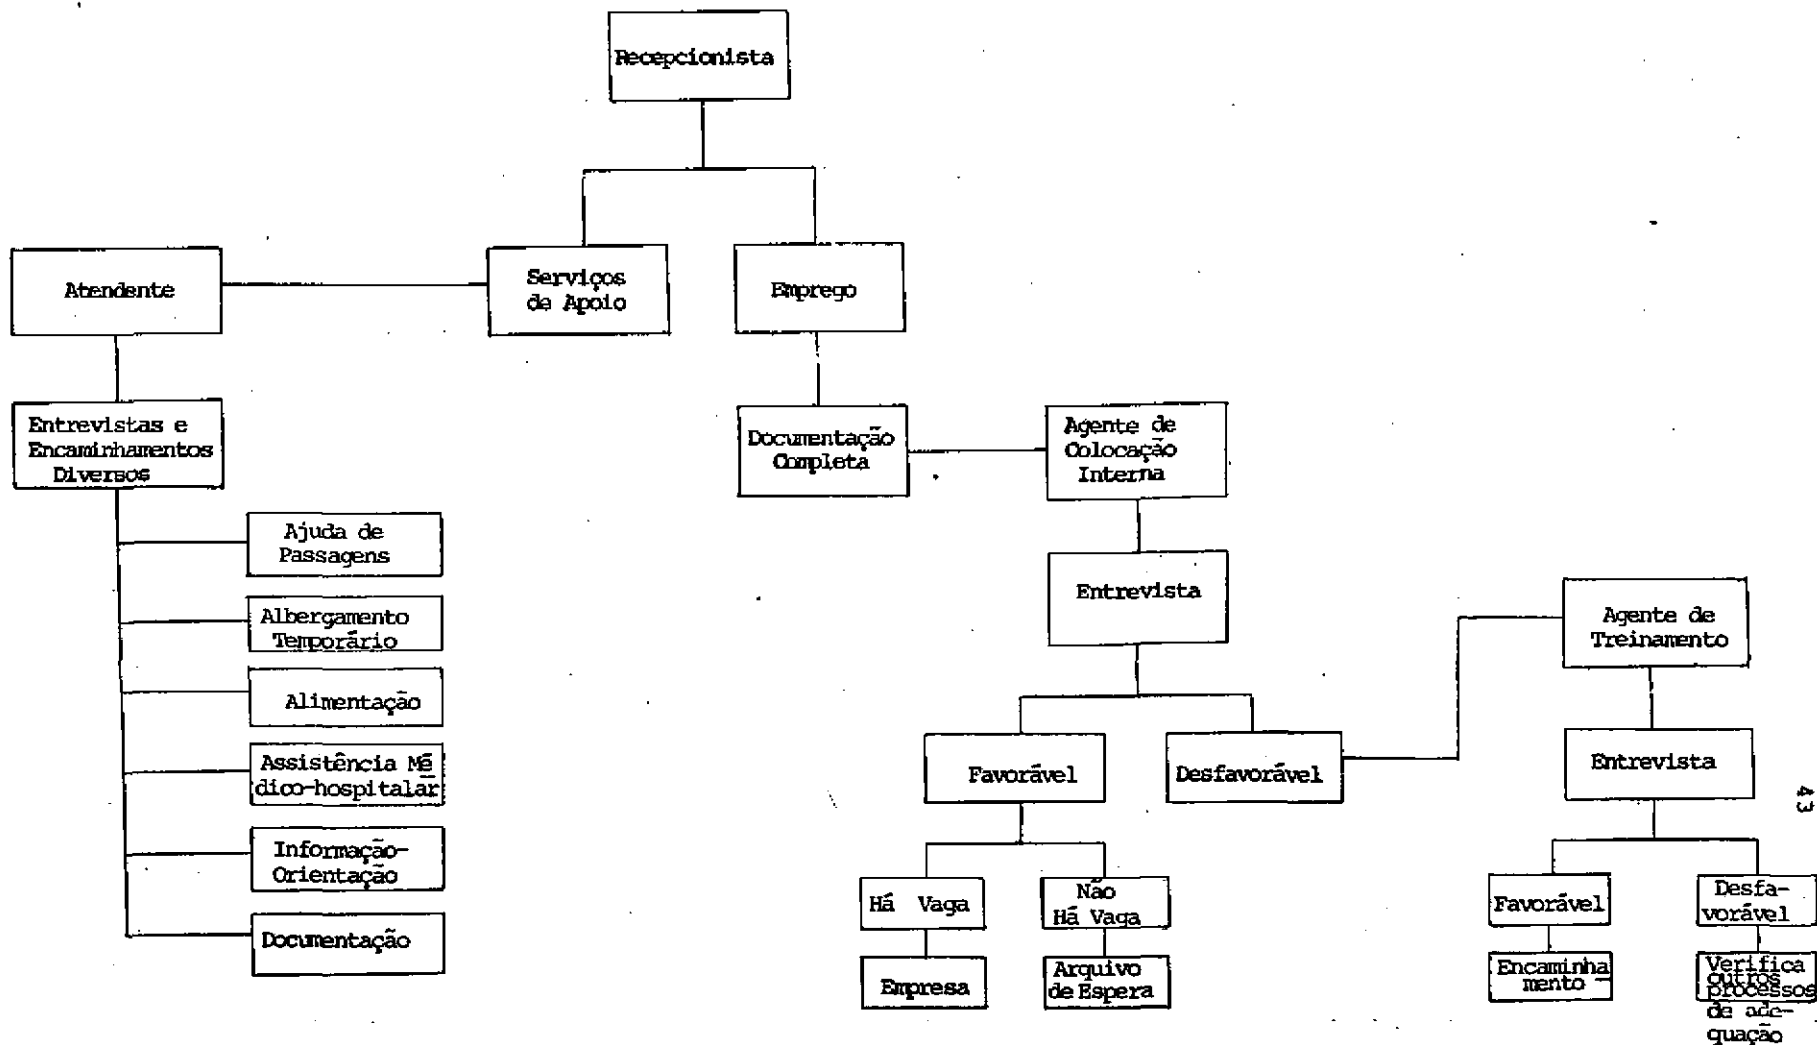 Recepcionista
Atendente
Serviços
de Apoio
Emprego
Entrevistas e
Encaminhamentos
Diversos
Documentação
Completa
Agente de
Colocação
Interna
Ajuda de
Passagens
Albergamento
Temporário
Alimentação
Assistência Mé
dico-hospitalar
Informação-
Orientação
Documentação
Entrevista
Agente de
Treinamento
Favorável
Desfavorável
Entrevista
Há Vaga
Não
Há Vaga
Empresa
Arquivo
de Espera
Favorável
Desfa-
vorável
Encaminha
mento
Verifica
outros
processos
de ade-
quação
43